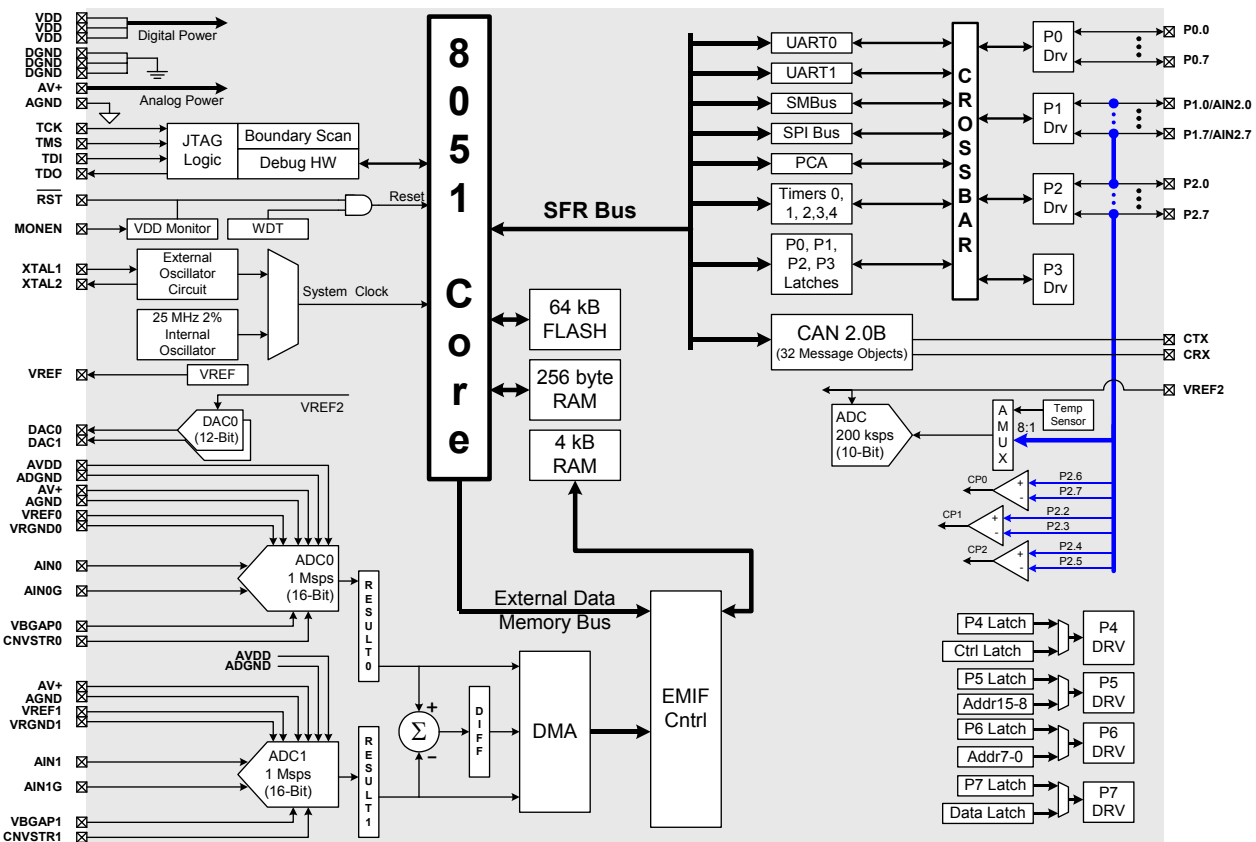 VDD
VDD
VDD
Digital Power
DGND
DGND
DGND
AV+
Analog Power
AGND
TCK
TMS
TDI
TDO
JTAG
Logic
Boundary Scan
Debug HW
RST
Reset
MONEN
VDD Monitor
WDT
XTAL1
XTAL2
External
Oscillator
Circuit
System Clock
25 MHz 2%
Internal
Oscillator
VREF
VREF
VREF2
DAC0
DAC1
DAC0
(12-Bit)
AVDD
ADGND
AV+
AGND
VREF0
VRGND0
AIN0
AIN0G
ADC0
1 Msps
(16-Bit)
VBGAP0
CNVSTR0
RESULT0
AVDD
ADGND
AV+
AGND
VREF1
VRGND1
AIN1
AIN1G
ADC1
1 Msps
(16-Bit)
VBGAP1
CNVSTR1
RESULT1
+
Σ
–
DIFF
DMA
EMIF
Cntrl
External Data
Memory Bus
8051 Core
64 kB
FLASH
256 byte
RAM
4 kB
RAM
SFR Bus
UART0
UART1
SMBus
SPI Bus
PCA
Timers 0,
1, 2,3,4
P0, P1,
P2, P3
Latches
CAN 2.0B
(32 Message Objects)
CROSSBAR
P0
Drv
P1
Drv
P2
Drv
P3
Drv
P0.0
P0.7
P1.0/AIN2.0
P1.7/AIN2.7
P2.0
P2.7
CTX
CRX
VREF2
ADC
200 ksps
(10-Bit)
AMUX
8:1
Temp
Sensor
CP0
+
-
P2.6
P2.7
CP1
+
-
P2.2
P2.3
CP2
+
-
P2.4
P2.5
P4 Latch
Ctrl Latch
P4
DRV
P5 Latch
Addr15-8
P5
DRV
P6 Latch
Addr7-0
P6
DRV
P7 Latch
Data Latch
P7
DRV